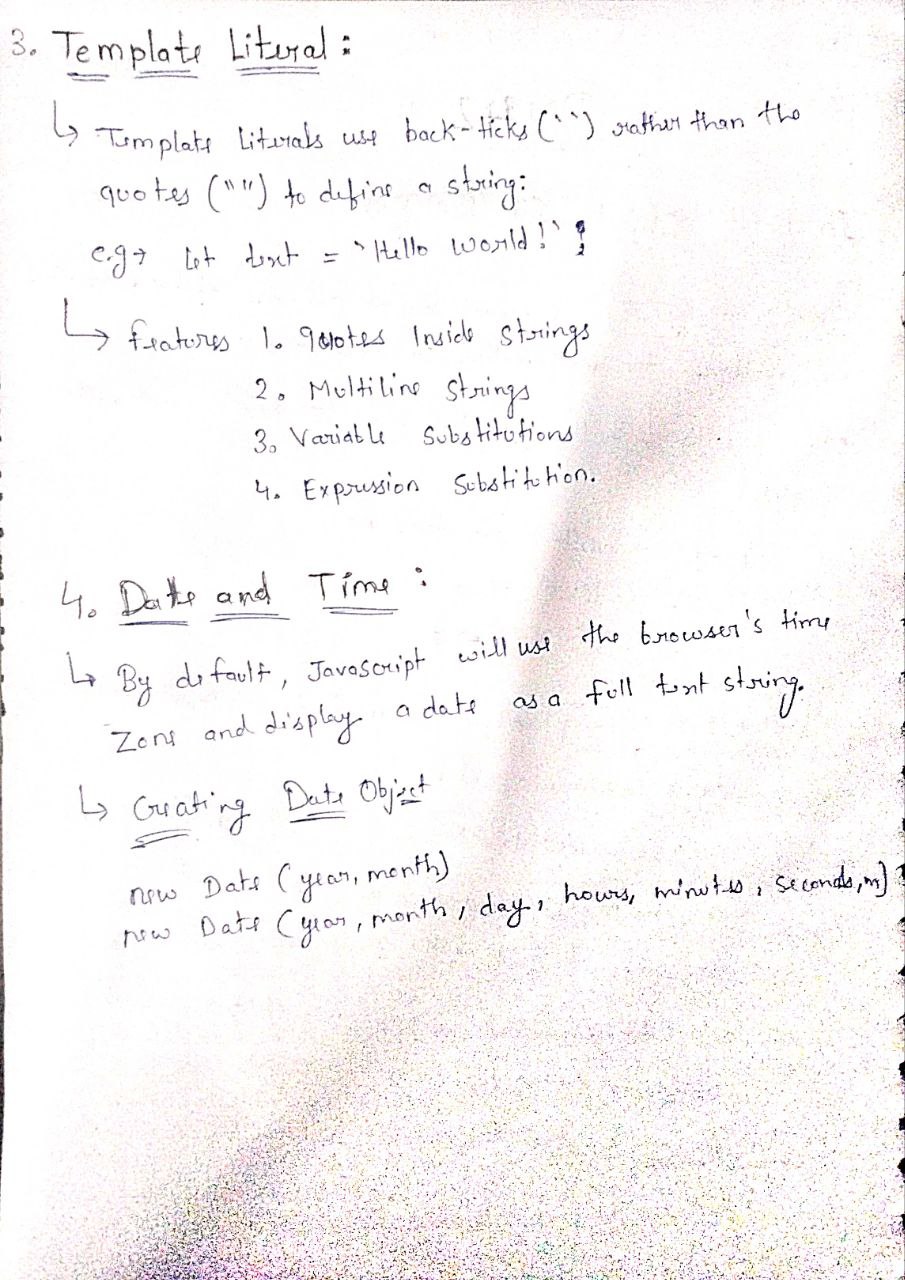 3. Template Literal :
↳ Template literals use back-ticks (``) rather than the
quotes ("") to define a string:
e.g → let text = `Hello world!` ;
↳ features 1. quotes Inside strings
2. Multiline strings
3. Variable Substitutions
4. Expression Substitution.
4. Date and Time :
↳ By default, Javascript will use the browser's time
Zone and display a date as a full text string.
↳ Creating Date Object
new Date (year, month)
new Date (year, month, day, hours, minutes, seconds,